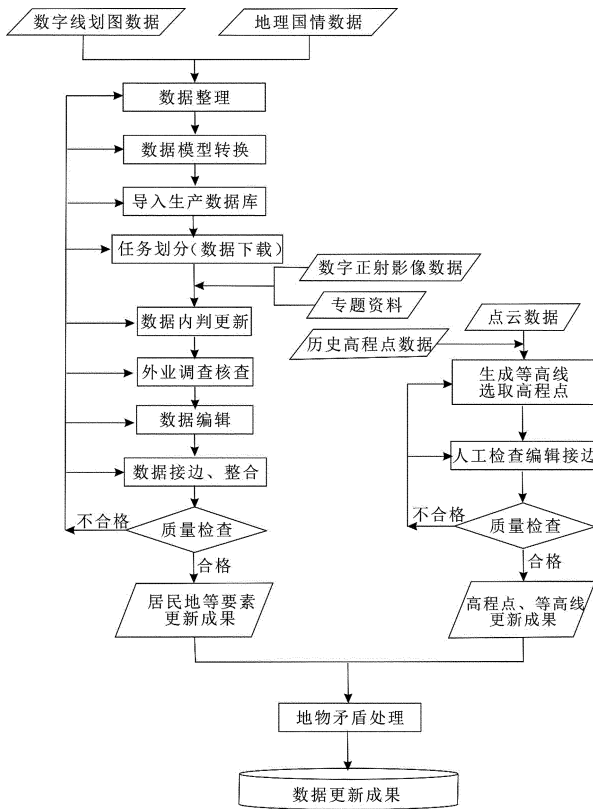 数字线划图数据
地理国情数据
数据整理
数据模型转换
导入生产数据库
任务划分(数据下载)
数字正射影像数据
专题资料
数据内判更新
外业调查核查
数据编辑
数据接边、整合
不合格
质量检查
合格
居民地等要素
更新成果
点云数据
历史高程点数据
生成等高线
选取高程点
人工检查编辑接边
不合格
质量检查
合格
高程点、等高线
更新成果
地物矛盾处理
数据更新成果